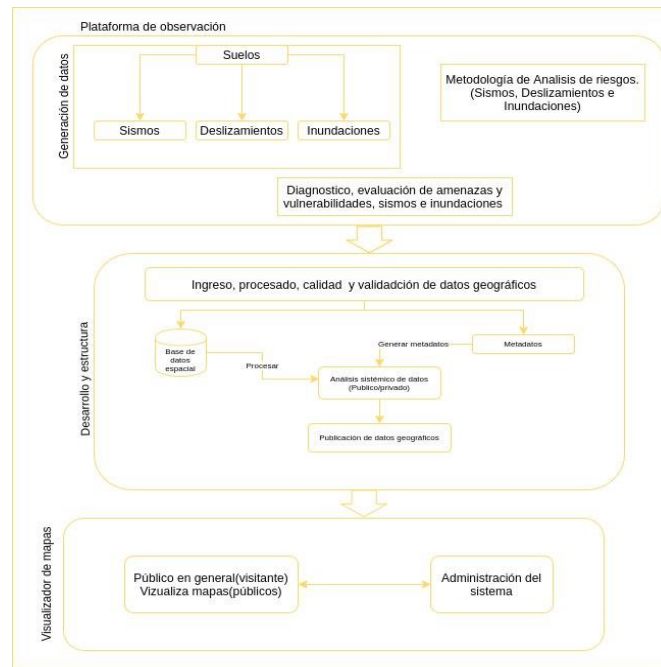 Plataforma de observación
Generación de datos
Suelos
Sismos
Deslizamientos
Inundaciones
Metodología de Analisis de riesgos.
(Sismos, Deslizamientos e
Inundaciones)
Diagnostico, evaluación de amenazas y
vulnerabilidades, sismos e inundaciones
Desarrollo y estructura
Ingreso, procesado, calidad y validadción de datos geográficos
Base de
datos
espacial
Procesar
Generar metadatos
Metadatos
Análisis sistémico de datos
(Publico/privado)
Publicación de datos geográficos
Visualizador de mapas
Público en general(visitante)
Vizualiza mapas(públicos)
Administración del
sistema